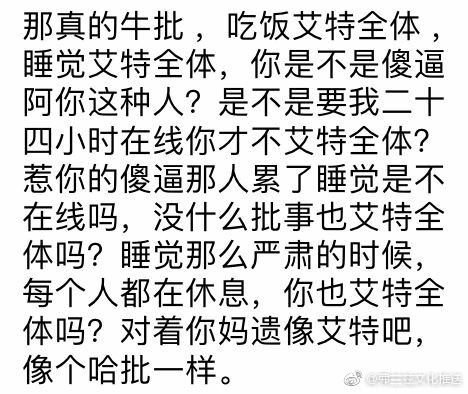 那真的牛批 ，吃饭艾特全体 ，
睡觉艾特全体，你是不是傻逼
阿你这种人？是不是要我二十
四小时在线你才不艾特全体？
惹你的傻逼那人累了睡觉是不
在线吗，没什么批事也艾特全
体吗？睡觉那么严肃的时候，
每个人都在休息，你也艾特全
体吗？对着你妈遗像艾特吧，
像个哈批一样。